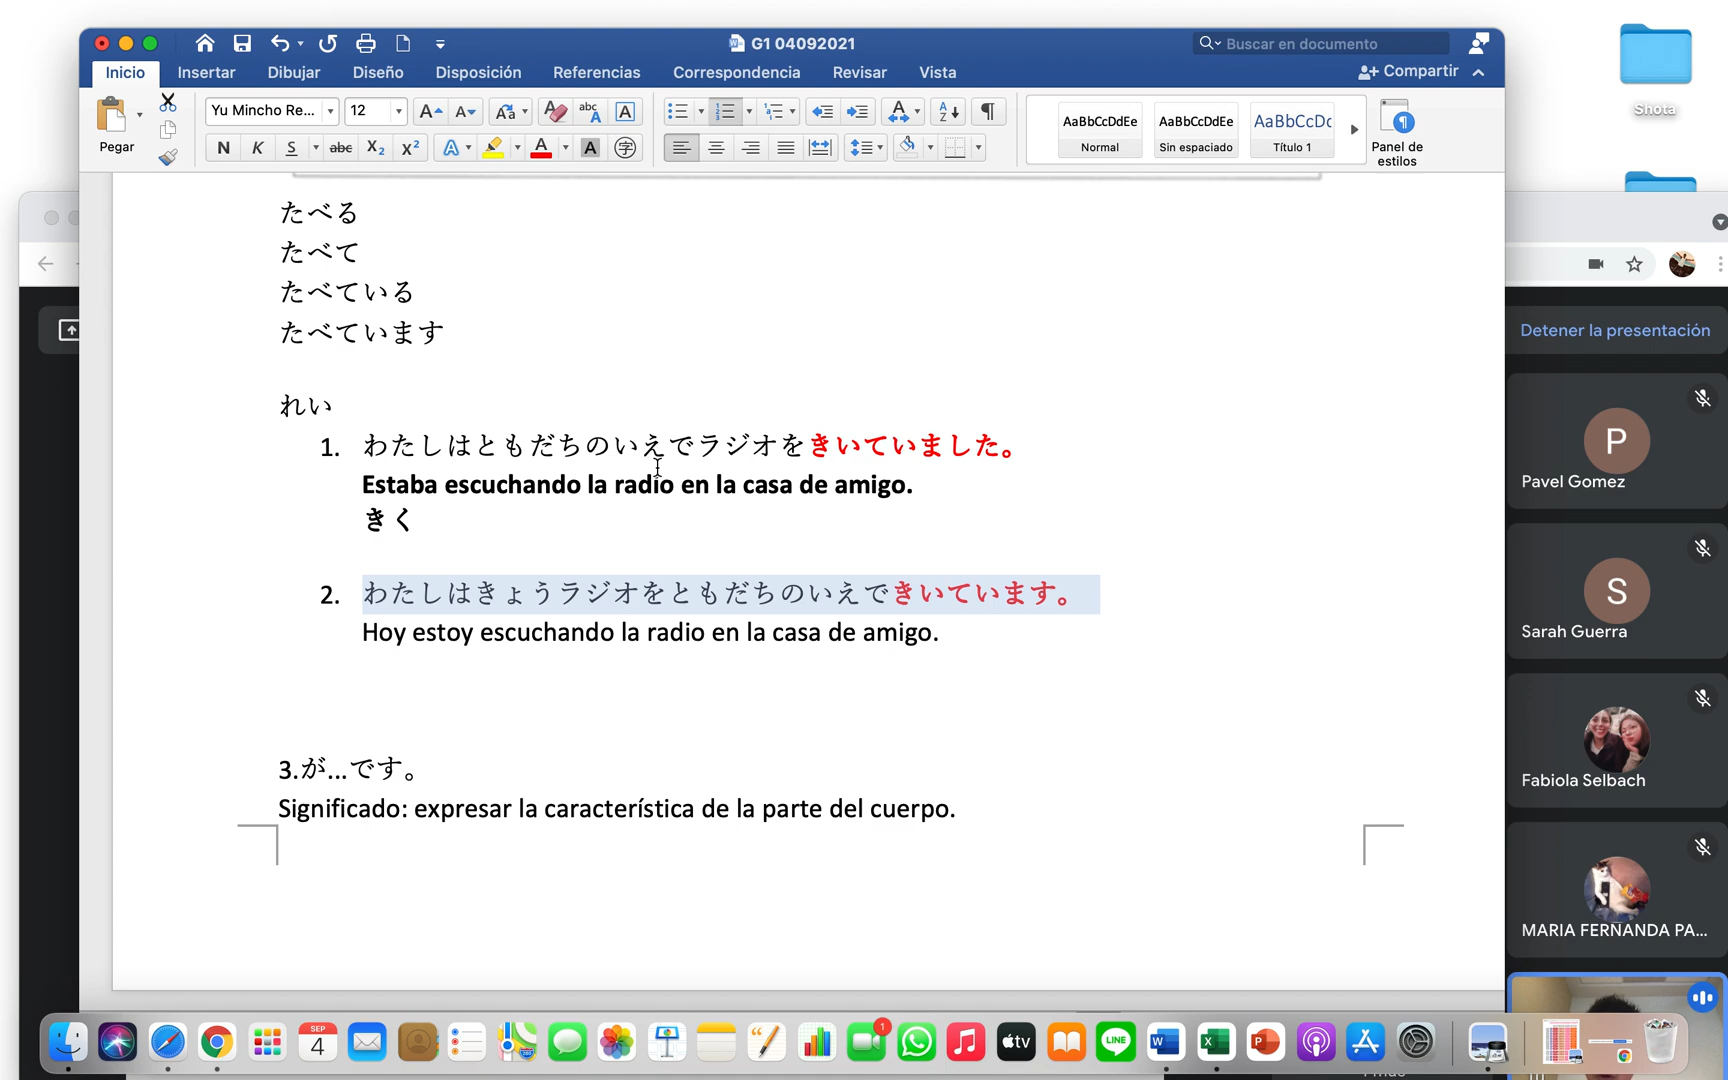 G1 04092021
Buscar en documento
Inicio
Insertar
Dibujar
Diseño
Disposición
Referencias
Correspondencia
Revisar
Vista
Compartir
Pegar
Yu Mincho Re...
12
AaBbCcDdEe
Normal
AaBbCcDdEe
Sin espaciado
AaBbCcDc
Título 1
Panel de
estilos
たべる
たべて
たべている
たべています
れい
1. わたしはともだちのいえでラジオをきいていました。
Estaba escuchando la radio en la casa de amigo.
きく
2. わたしはきょうラジオをともだちのいえできいています。
Hoy estoy escuchando la radio en la casa de amigo.
3.が...です。
Significado: expresar la característica de la parte del cuerpo.
Shota
Detener la presentación
P
Pavel Gomez
S
Sarah Guerra
Fabiola Selbach
MARIA FERNANDA PA...
SEP
4
1
tv
LINE